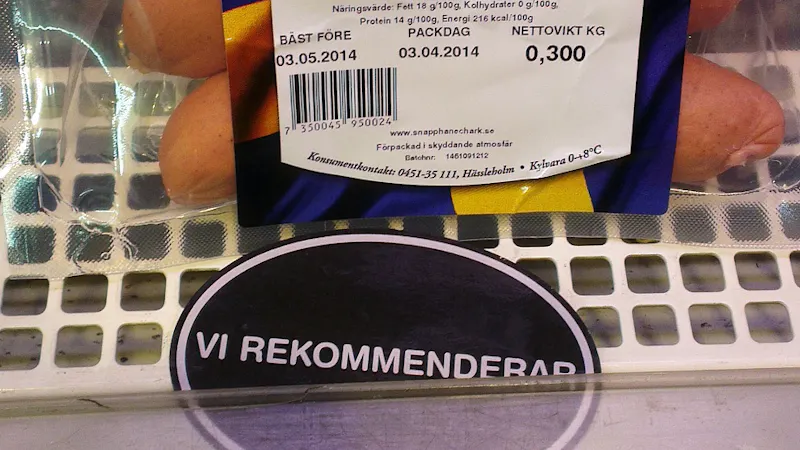 Näringsvärde: Fett 18 g/100g, Kolhydrater 0 g/100g,
Protein 14 g/100g, Energi 216 kcal/100g
BÄST FÖRE PACKDAG NETTOVIKT KG
03.05.2014 03.04.2014 0,300
7 350045 950024
www.snapphanechark.se
Förpackad i skyddande atmosfär
Batchnr: 1461091212
Konsumentkontakt: 0451-35 111, Hässleholm • Kylvara 0-+8°C
VI REKOMMENDERAR